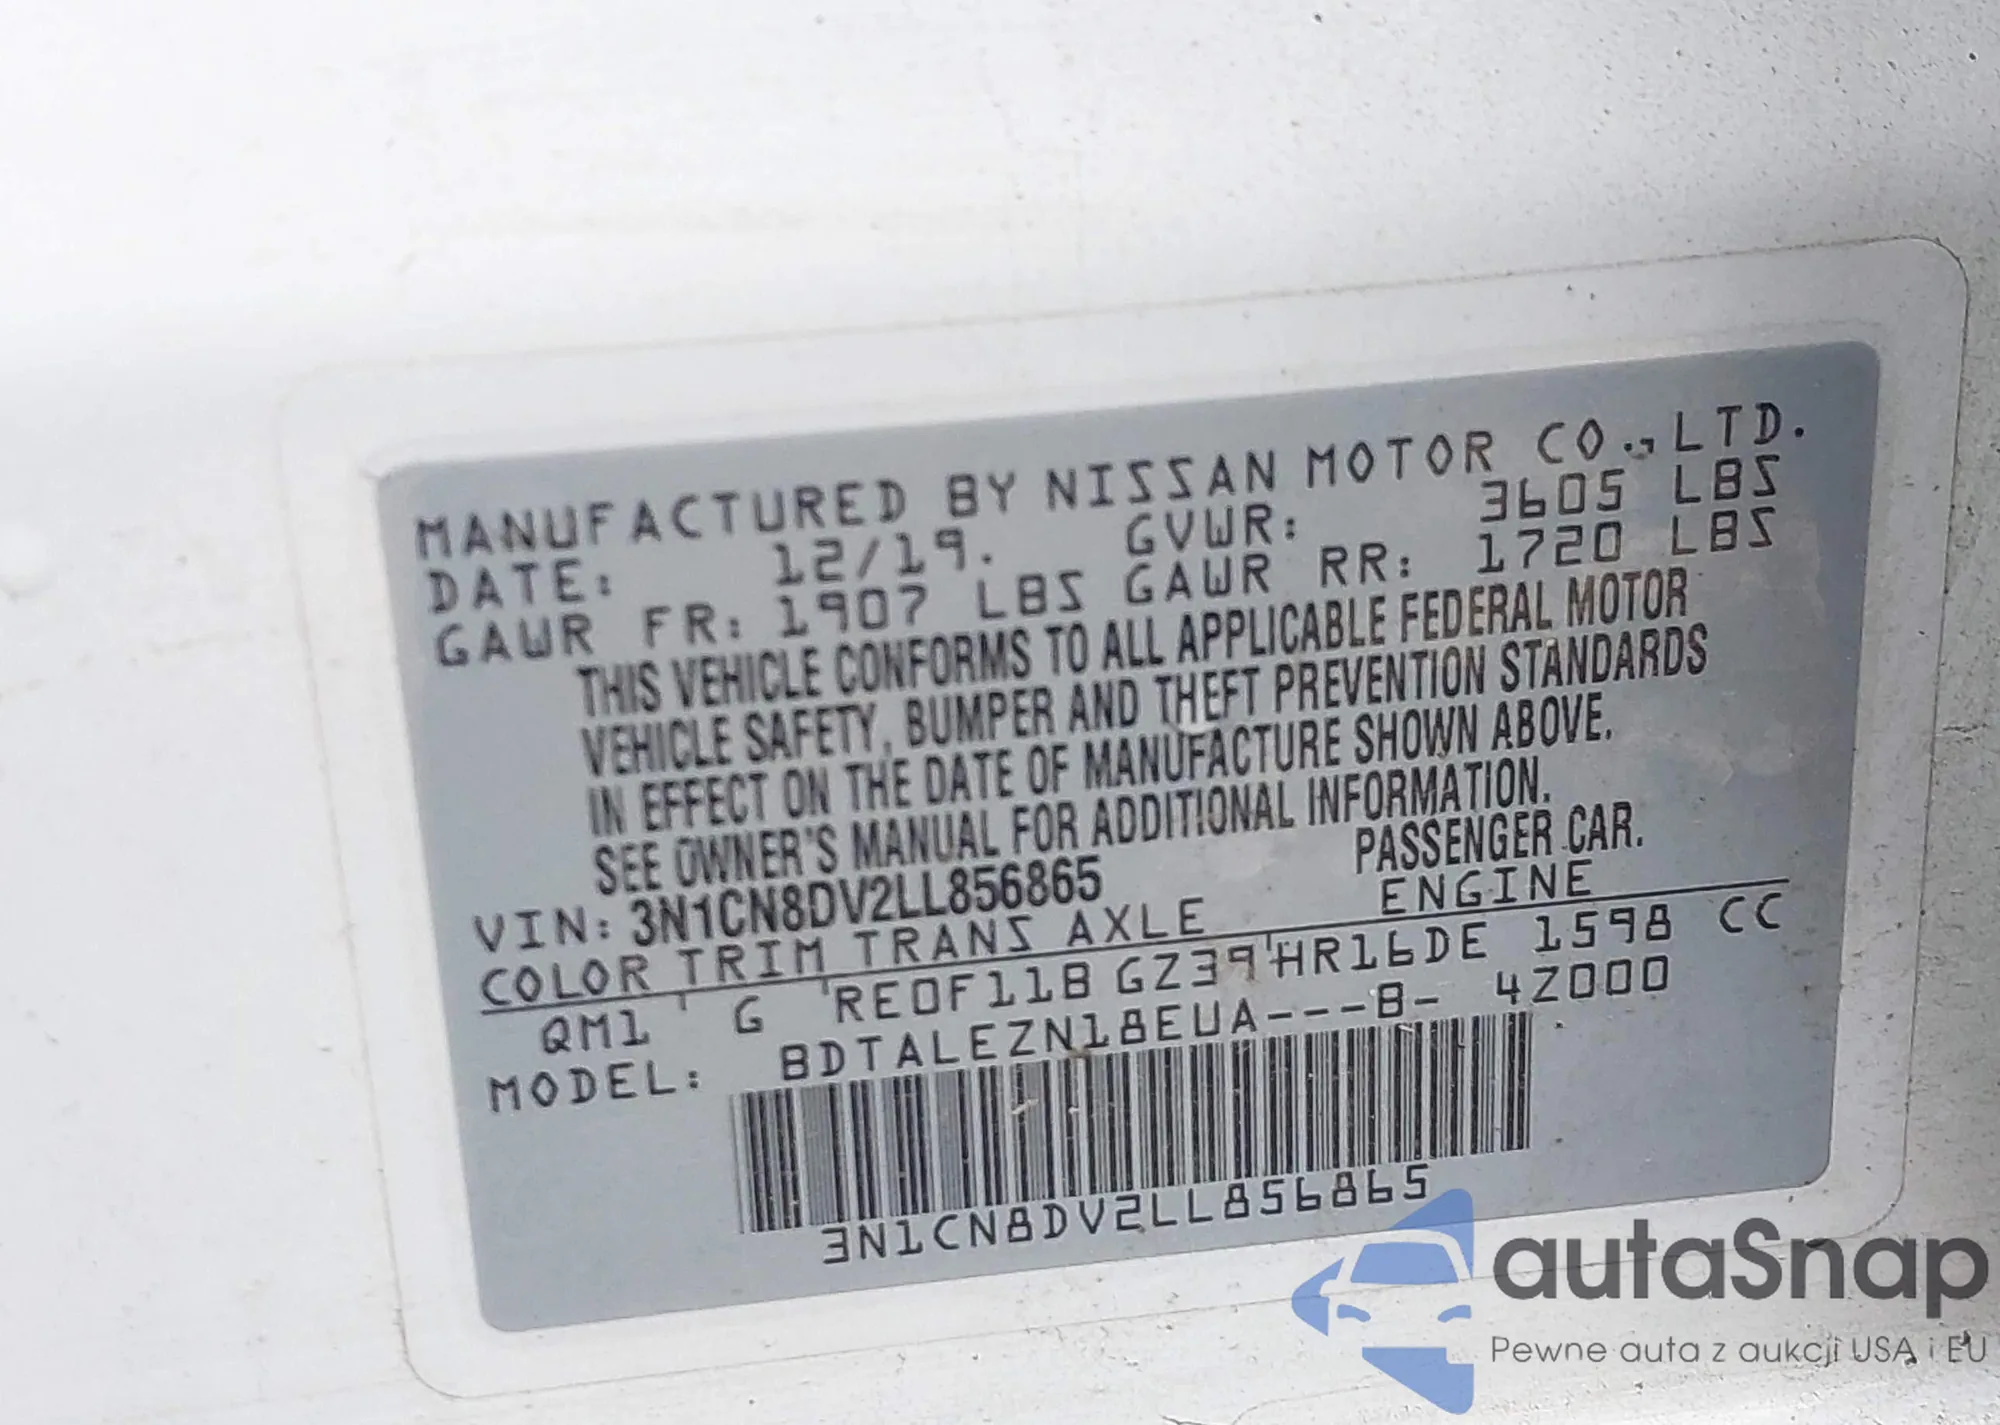 MANUFACTURED BY NISSAN MOTOR CO.,LTD.
DATE: 12/19. GVWR: 3605 LBS
GAWR FR: 1907 LBS GAWR RR: 1720 LBS
THIS VEHICLE CONFORMS TO ALL APPLICABLE FEDERAL MOTOR
VEHICLE SAFETY, BUMPER AND THEFT PREVENTION STANDARDS
IN EFFECT ON THE DATE OF MANUFACTURE SHOWN ABOVE.
SEE OWNER'S MANUAL FOR ADDITIONAL INFORMATION.
VIN: 3N1CN8DV2LL856865 PASSENGER CAR.
COLOR TRIM TRANS AXLE ENGINE
QM1 G RE0F11B GZ39 HR16DE 1598 CC
MODEL: BDTALEZN18EUA---B- 4Z000
3N1CN8DV2LL856865
autaSnap
Pewne auta z aukcji USA i EU